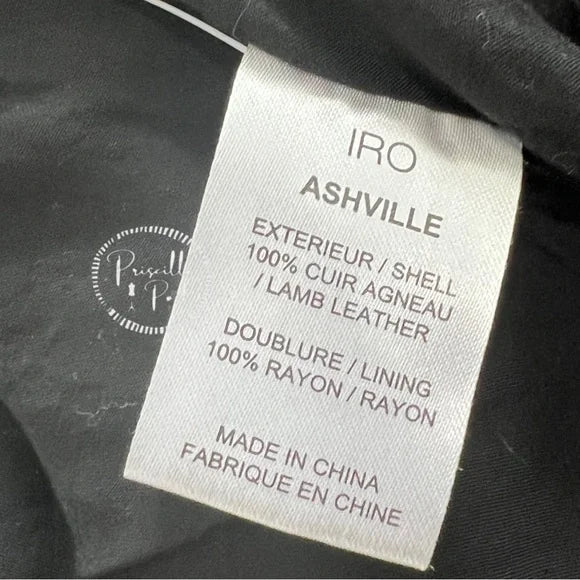 IRO
ASHVILLE
EXTERIEUR / SHELL
100% CUIR AGNEAU
/ LAMB LEATHER
DOUBLURE / LINING
100% RAYON / RAYON
MADE IN CHINA
FABRIQUE EN CHINE